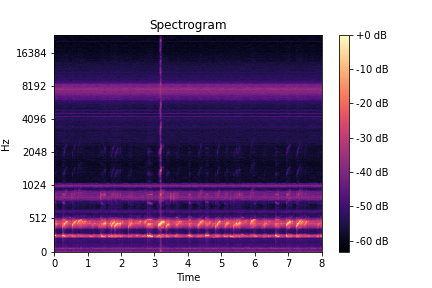 Spectrogram
+0 dB
16384
-10 dB
8192
-20 dB
4096
-30 dB
Hz
2048
-40 dB
1024
-50 dB
512
-60 dB
0
0 1 2 3 4 5 6 7 8
Time